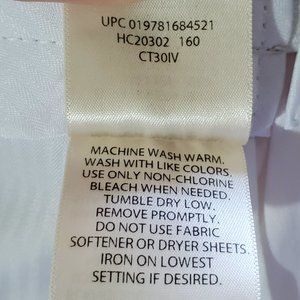 UPC 019781684521
HC20302 160
CT30IV
MACHINE WASH WARM.
WASH WITH LIKE COLORS.
USE ONLY NON-CHLORINE
BLEACH WHEN NEEDED.
TUMBLE DRY LOW.
REMOVE PROMPTLY.
DO NOT USE FABRIC
SOFTENER OR DRYER SHEETS.
IRON ON LOWEST
SETTING IF DESIRED.